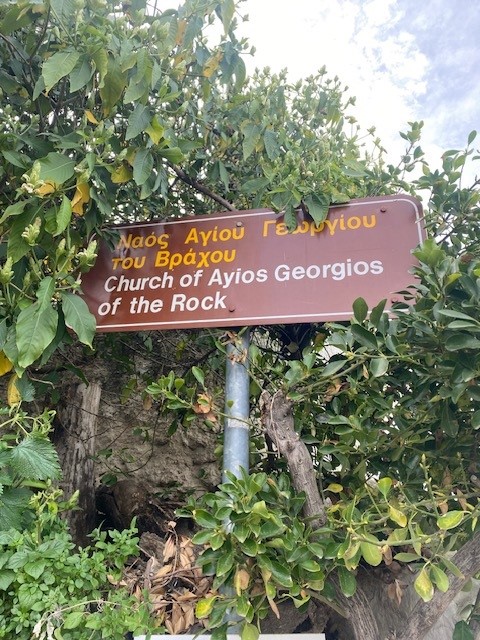 Ναός Αγίου Γεωργίου
του Βράχου
Church of Ayios Georgios
of the Rock